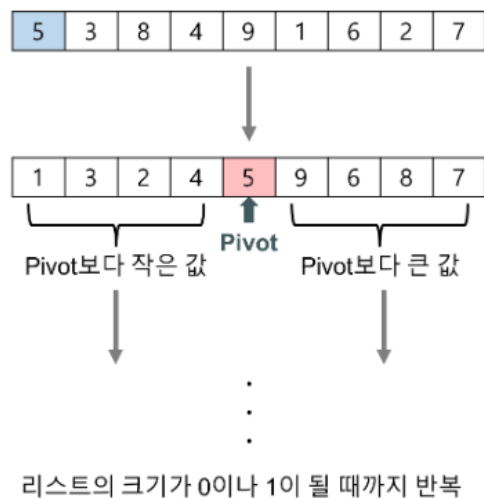 5 3 8 4 9 1 6 2 7
1 3 2 4 5 9 6 8 7
Pivot
Pivot보다 작은 값
Pivot보다 큰 값
리스트의 크기가 0이나 1이 될 때까지 반복